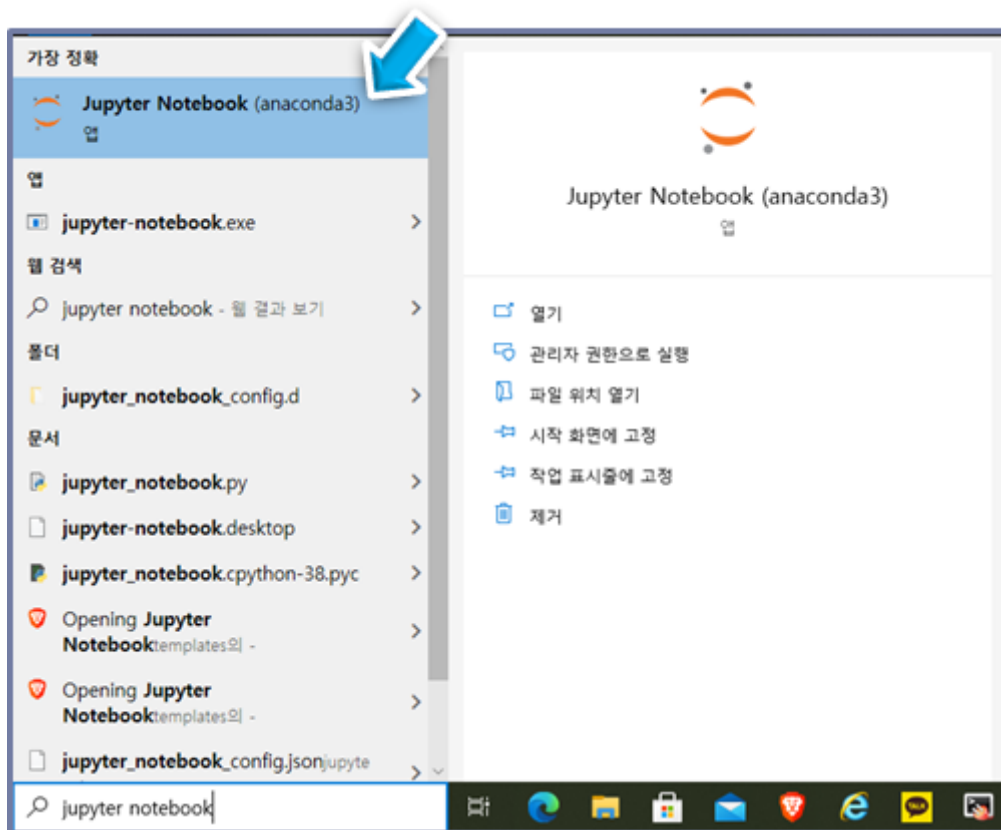 가장 정확
Jupyter Notebook (anaconda3)
앱
앱
jupyter-notebook.exe
웹 검색
jupyter notebook - 웹 결과 보기
폴더
jupyter_notebook_config.d
문서
jupyter_notebook.py
jupyter-notebook.desktop
jupyter_notebook.cpython-38.pyc
Opening Jupyter
Notebooktemplates의 -
Opening Jupyter
Notebooktemplates의 -
jupyter_notebook_config.jsonjupyte
jupyter notebook
Jupyter Notebook (anaconda3)
앱
열기
관리자 권한으로 실행
파일 위치 열기
시작 화면에 고정
작업 표시줄에 고정
제거
TALK